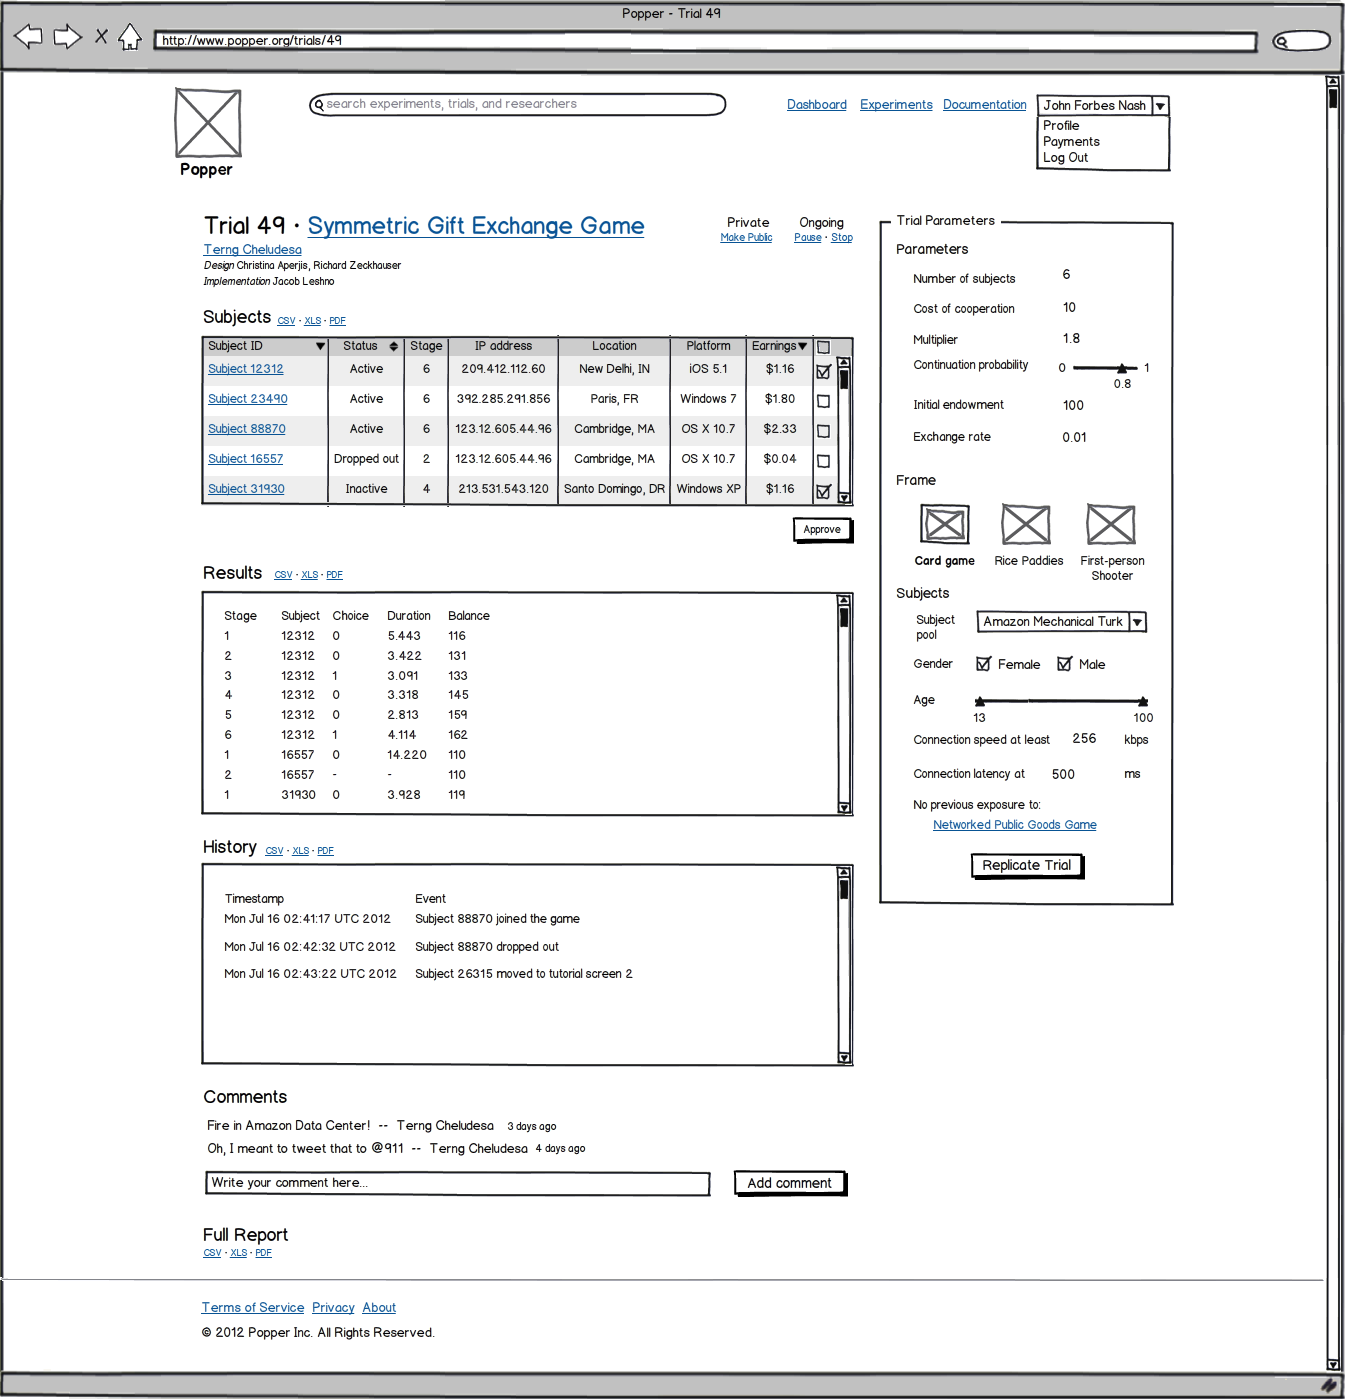 Popper - Trial 49
http://www.popper.org/trials/49
search experiments, trials, and researchers
Dashboard Experiments Documentation John Forbes Nash
Profile
Payments
Log Out
Popper
Trial 49 · Symmetric Gift Exchange Game
Terng Cheludesa
Design Christina Aperjis, Richard Zeckhauser
Implementation Jacob Leshno
Private
Make Public
Ongoing
Pause · Stop
Subjects CSV · XLS · PDF
Subject ID Status Stage IP address Location Platform Earnings
Subject 12312 Active 6 209.412.112.60 New Delhi, IN iOS 5.1 $1.16
Subject 23490 Active 6 392.285.291.856 Paris, FR Windows 7 $1.80
Subject 88870 Active 6 123.12.605.44.96 Cambridge, MA OS X 10.7 $2.33
Subject 16557 Dropped out 2 123.12.605.44.96 Cambridge, MA OS X 10.7 $0.04
Subject 31930 Inactive 4 213.531.543.120 Santo Domingo, DR Windows XP $1.16
Approve
Results CSV · XLS · PDF
Stage Subject Choice Duration Balance
1 12312 0 5.443 116
2 12312 0 3.422 131
3 12312 1 3.091 133
4 12312 0 3.318 145
5 12312 0 2.813 159
6 12312 1 4.114 162
1 16557 0 14.220 110
2 16557 - - 110
1 31930 0 3.928 119
History CSV · XLS · PDF
Timestamp Event
Mon Jul 16 02:41:17 UTC 2012 Subject 88870 joined the game
Mon Jul 16 02:42:32 UTC 2012 Subject 88870 dropped out
Mon Jul 16 02:43:22 UTC 2012 Subject 26315 moved to tutorial screen 2
Comments
Fire in Amazon Data Center! -- Terng Cheludesa 3 days ago
Oh, I meant to tweet that to @911 -- Terng Cheludesa 4 days ago
Write your comment here...
Add comment
Full Report
CSV · XLS · PDF
Trial Parameters
Parameters
Number of subjects 6
Cost of cooperation 10
Multiplier 1.8
Continuation probability 0 1
0.8
Initial endowment 100
Exchange rate 0.01
Frame
Card game Rice Paddies First-person
Shooter
Subjects
Subject
pool
Amazon Mechanical Turk
Gender Female Male
Age
13 100
Connection speed at least 256 kbps
Connection latency at 500 ms
No previous exposure to:
Networked Public Goods Game
Replicate Trial
Terms of Service Privacy About
© 2012 Popper Inc. All Rights Reserved.